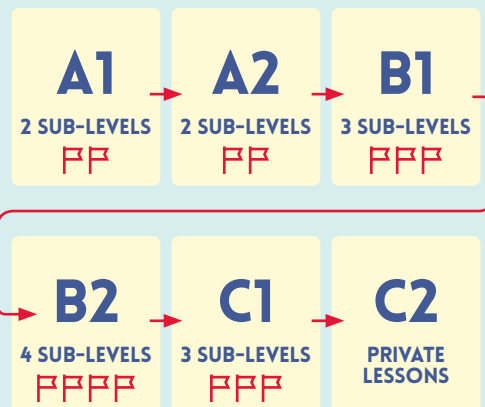 A1
2 SUB-LEVELS
A2
2 SUB-LEVELS
B1
3 SUB-LEVELS
B2
4 SUB-LEVELS
C1
3 SUB-LEVELS
C2
PRIVATE
LESSONS